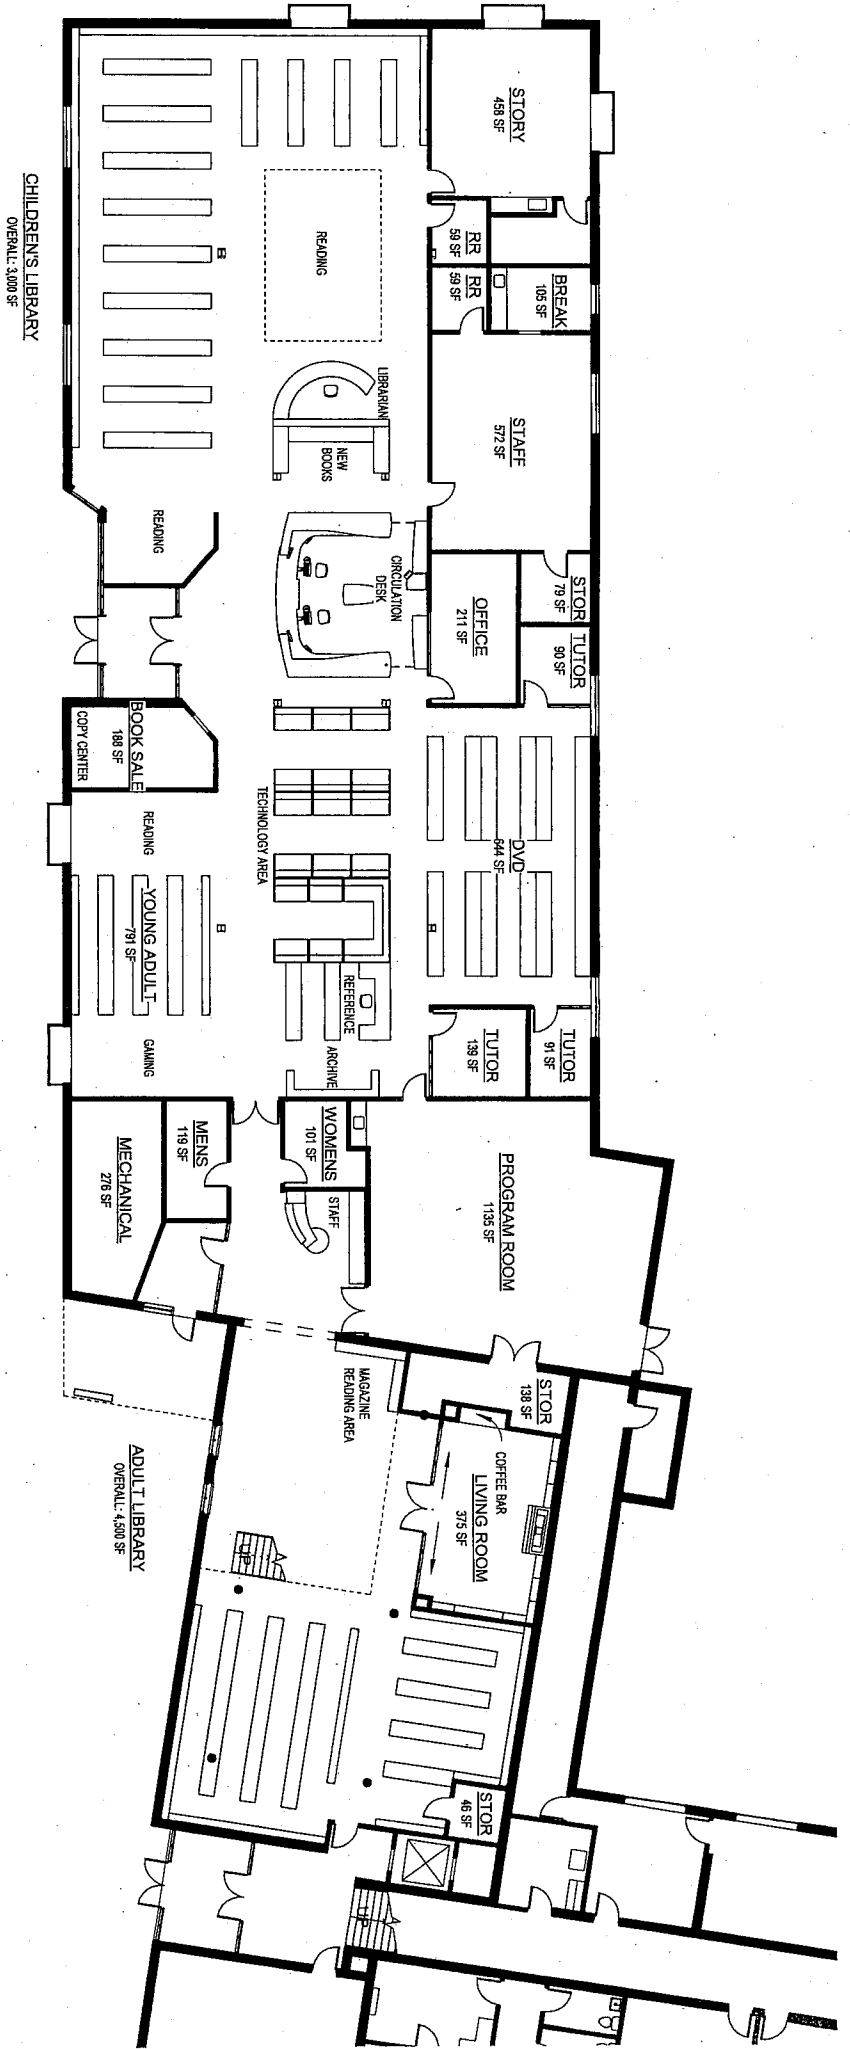 CHILDREN'S LIBRARY
OVERALL: 3,000 SF
STORY
458 SF
RR
59 SF
RR
59 SF
BREAK
105 SF
READING
LIBRARIAN
NEW
BOOKS
STAFF
572 SF
READING
CIRCULATION
DESK
OFFICE
211 SF
STOR
79 SF
TUTOR
90 SF
BOOK SALE
188 SF
COPY CENTER
TECHNOLOGY AREA
DVD
644 SF
READING
YOUNG ADULT
791 SF
GAMING
REFERENCE
ARCHIVE
TUTOR
139 SF
TUTOR
91 SF
MECHANICAL
276 SF
MENS
119 SF
WOMENS
101 SF
STAFF
PROGRAM ROOM
1135 SF
MAGAZINE
READING AREA
STOR
138 SF
COFFEE BAR
LIVING ROOM
375 SF
ADULT LIBRARY
OVERALL: 4,500 SF
UP
STOR
46 SF
UP